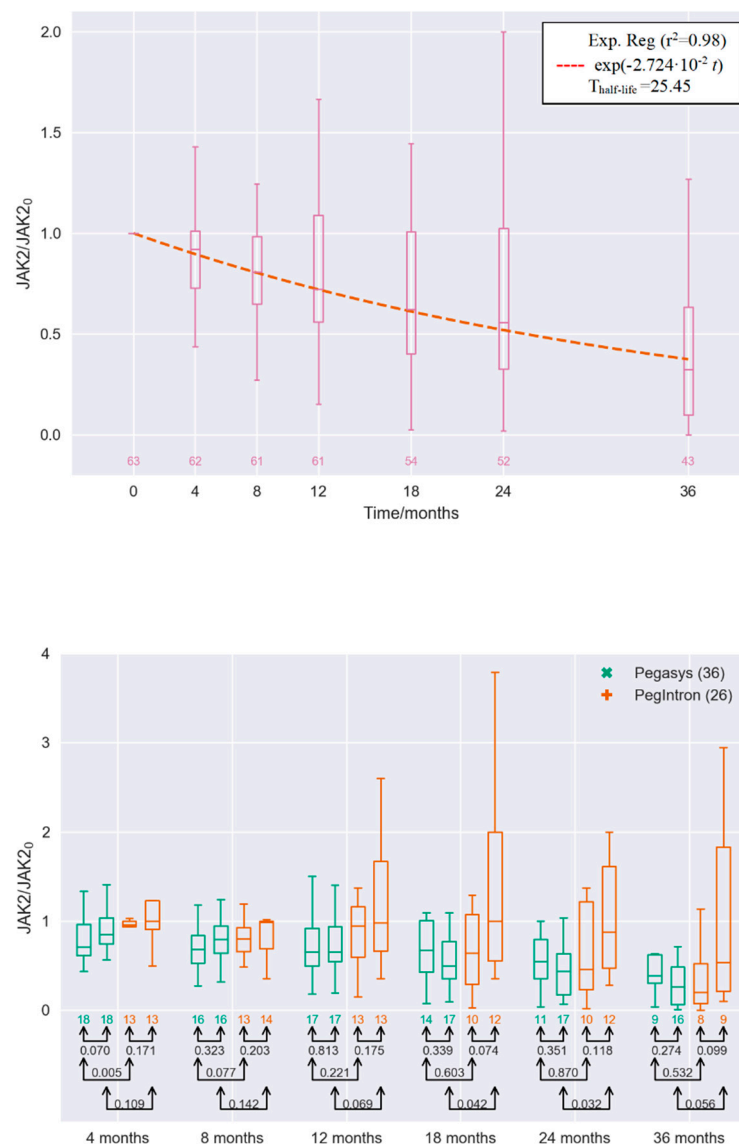 2.0
Exp. Reg (r²=0.98)
exp(-2.724·10⁻² t)
T half-life =25.45
1.5
1.0
0.5
0.0
JAK2/JAK2₀
63 62 61 61 54 52 43
0 4 8 12 18 24 36
Time/months
4
Pegasys (36)
PegIntron (26)
3
2
1
0
JAK2/JAK2₀
18 18 13 13 16 16 13 14 17 17 13 13 14 17 10 12 11 17 10 12 9 16 8 9
0.070 0.171 0.323 0.203 0.813 0.175 0.339 0.074 0.351 0.118 0.274 0.099
0.005 0.077 0.221 0.603 0.870 0.532
0.109 0.142 0.069 0.042 0.032 0.056
4 months 8 months 12 months 18 months 24 months 36 months